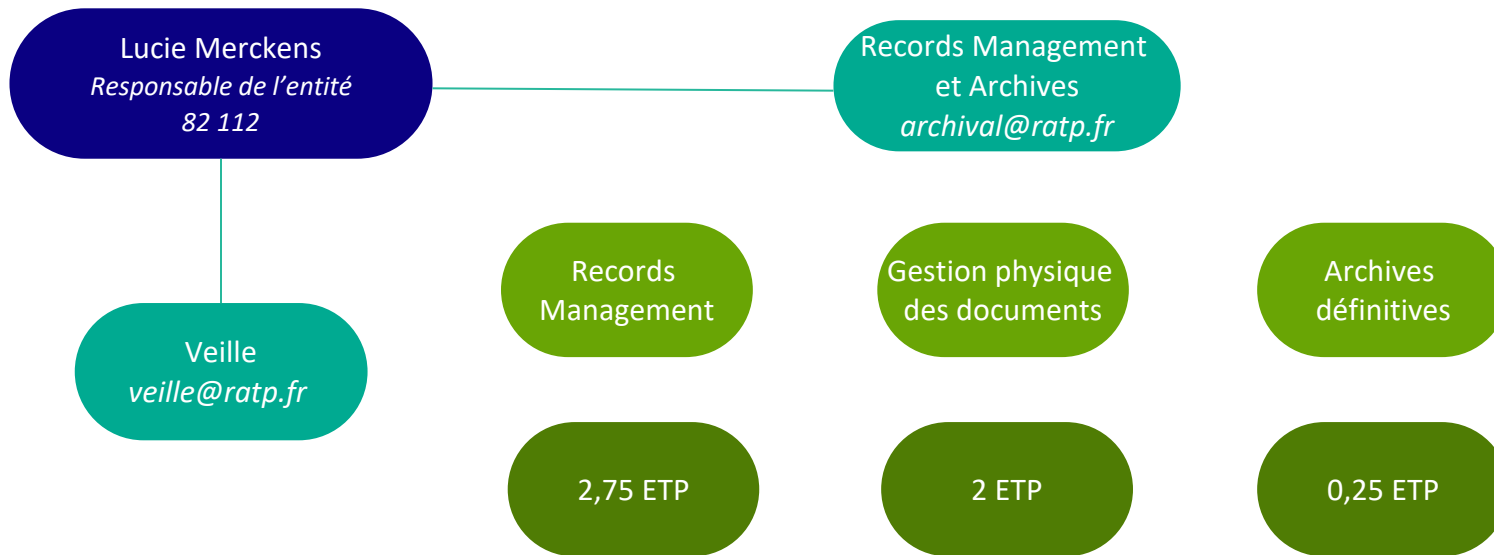 Lucie Merckens
Responsable de l’entité
82 112
Records Management
et Archives
archival@ratp.fr
Records
Management
Gestion physique
des documents
Archives
définitives
Veille
veille@ratp.fr
2,75 ETP
2 ETP
0,25 ETP